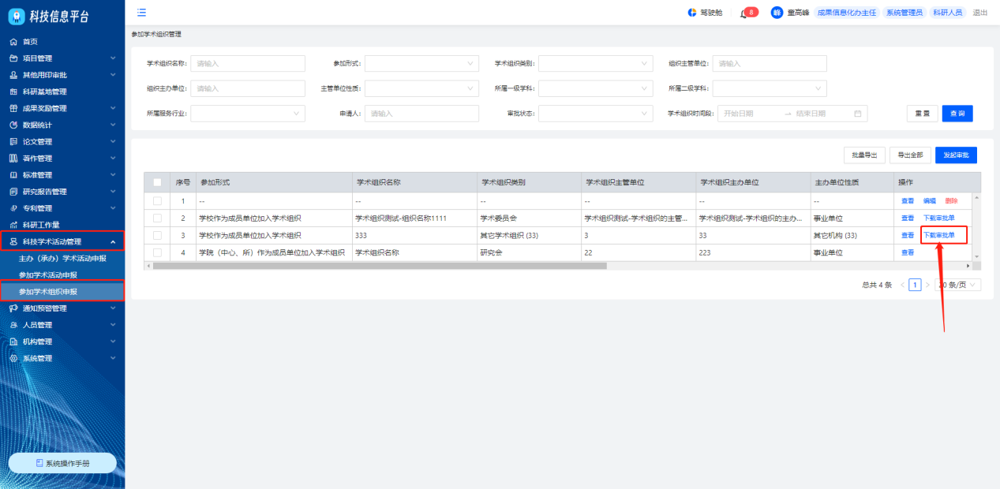 科技信息平台
驾驶舱 8 峰 童高峰 成果信息化办主任 系统管理员 科研人员 退出
首页
项目管理
其他用印审批
科研基地管理
成果奖励管理
数据统计
论文管理
著作管理
标准管理
研究报告管理
专利管理
科研工作量
科技学术活动管理
主办（承办）学术活动申报
参加学术活动申报
参加学术组织申报
通知预警管理
人员管理
机构管理
系统管理
系统操作手册
参加学术组织管理
学术组织名称: 请输入 参加形式: 学术组织类别: 组织主管单位: 请输入
组织主办单位: 请输入 主管单位性质: 所属一级学科: 所属二级学科:
所属服务行业: 申请人: 请输入 审批状态: 学术组织时间段: 开始日期 → 结束日期 重 置 查 询
批量导出 导出全部 发起审批
序号 参加形式 学术组织名称 学术组织类别 学术组织主管单位 学术组织主办单位 主办单位性质 操作
1 -- -- -- -- -- -- 查看 编辑 删除
2 学校作为成员单位加入学术组织 学术组织测试-组织名称1111 学术委员会 学术组织测试-学术组织的主管... 学术组织测试-学术组织的主办... 事业单位 查看 下载审批单
3 学校作为成员单位加入学术组织 333 其它学术组织 (33) 3 33 其它机构 (33) 查看 下载审批单
4 学院（中心、所）作为成员单位加入学术组织 学术组织名称 研究会 22 223 事业单位 查看
总共 4 条 < 1 > 20 条/页